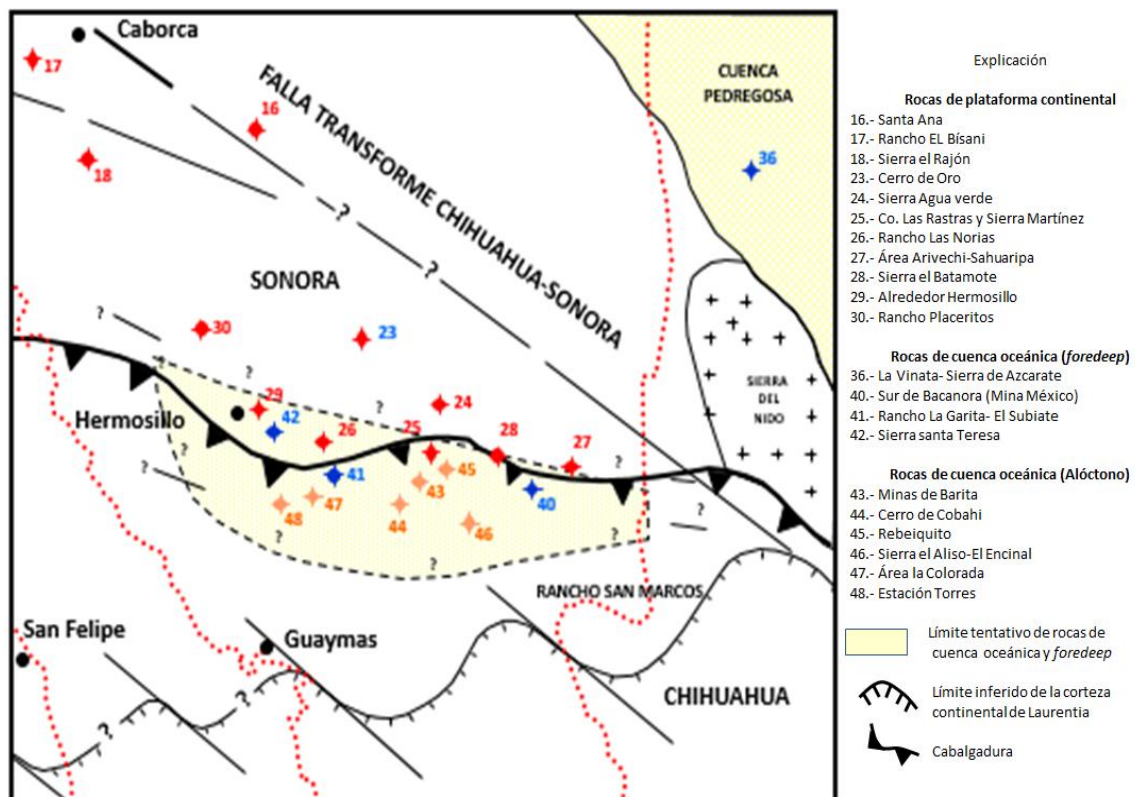 Caborca
17
16
18
FALLA TRANSFORME CHIHUAHUA-SONORA
CUENCA
PEDREGOSA
36
?
?
SONORA
?
30
23
SIERRA
DEL
NIDO
?
?
?
29
24
Hermosillo
42
26
25
28
27
?
?
41
45
43
40
48
47
44
46
?
?
?
?
RANCHO SAN MARCOS
San Felipe
Guaymas
CHIHUAHUA
?
?
Explicación
Rocas de plataforma continental
16.- Santa Ana
17.- Rancho EL Bísani
18.- Sierra el Rajón
23.- Cerro de Oro
24.- Sierra Agua verde
25.- Co. Las Rastras y Sierra Martínez
26.- Rancho Las Norias
27.- Área Arivechi-Sahuaripa
28.- Sierra el Batamote
29.- Alrededor Hermosillo
30.- Rancho Placeritos
Rocas de cuenca oceánica (foredeep)
36.- La Vinata- Sierra de Azcarate
40.- Sur de Bacanora (Mina México)
41.- Rancho La Garita- El Subiate
42.- Sierra santa Teresa
Rocas de cuenca oceánica (Alóctono)
43.- Minas de Barita
44.- Cerro de Cobahi
45.- Rebeiquito
46.- Sierra el Aliso-El Encinal
47.- Área la Colorada
48.- Estación Torres
Límite tentativo de rocas de
cuenca oceánica y foredeep
Límite inferido de la corteza
continental de Laurentia
Cabalgadura